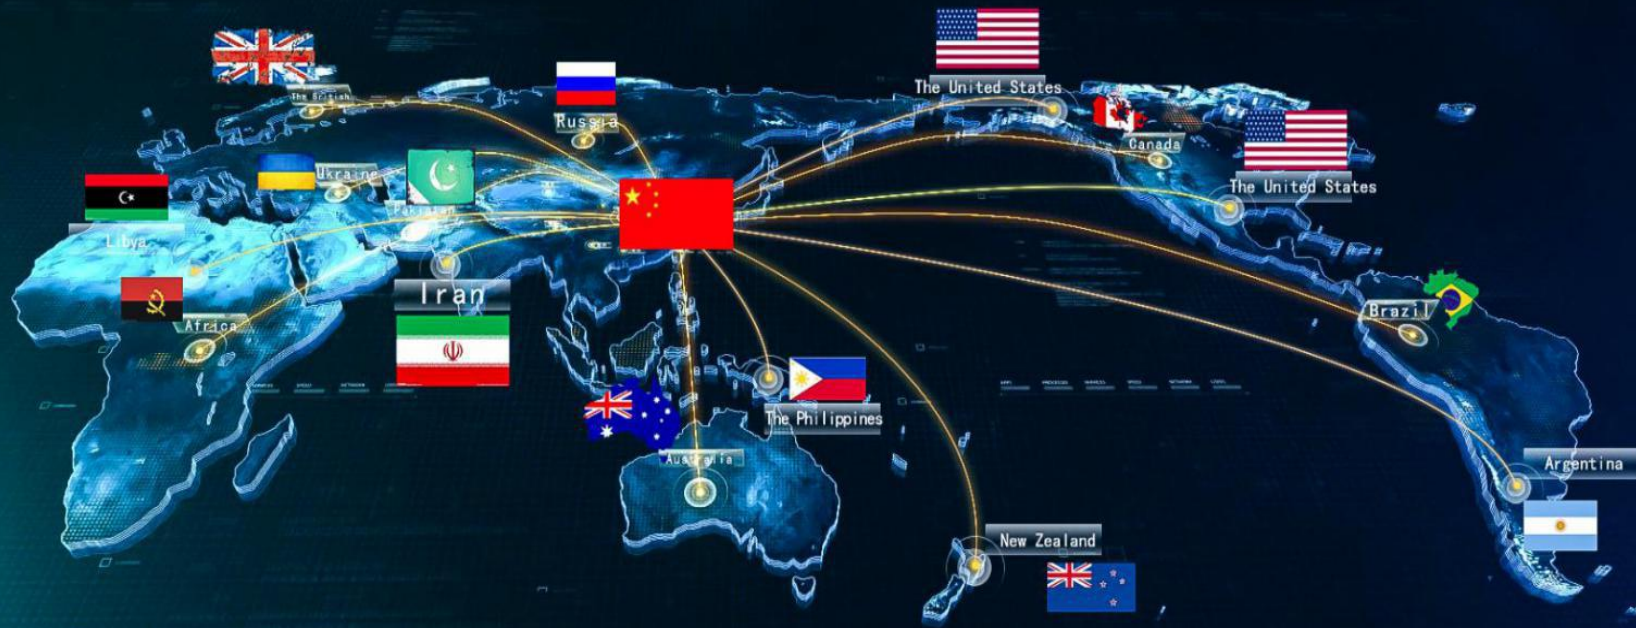 The United States
The British
Russia
Canada
Ukraine
The United States
Pakistan
Libya
Iran
Africa
Brazil
The Philippines
Australia
Argentina
New Zealand